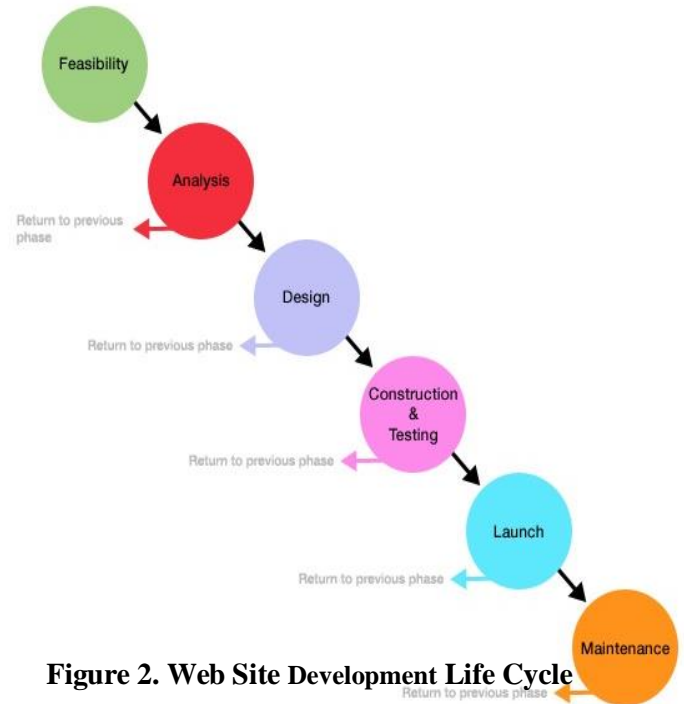 Feasibility
Analysis
Return to previous
phase
Design
Return to previous phase
Construction
&
Testing
Return to previous phase
Launch
Return to previous phase
Maintenance
Figure 2. Web Site Development Life Cycle
Return to previous phase